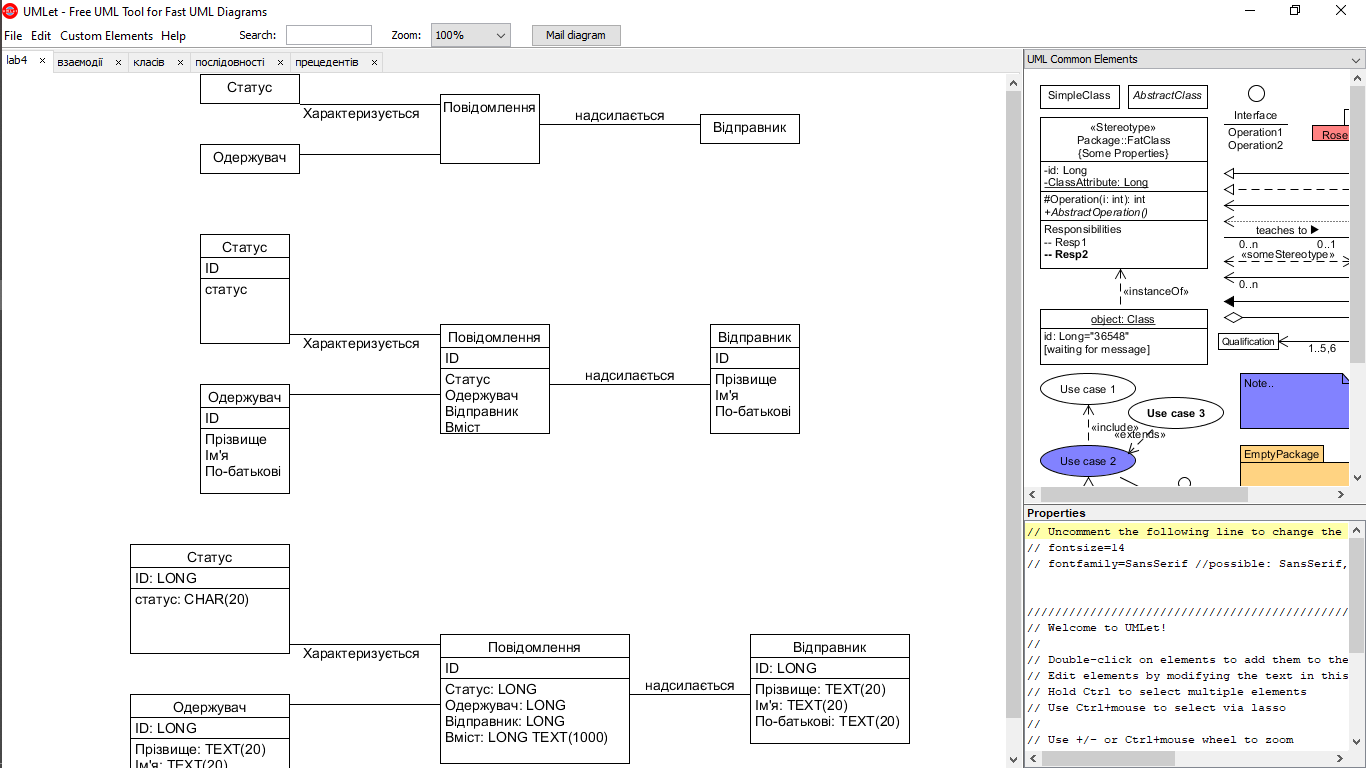 UMLet - Free UML Tool for Fast UML Diagrams
File Edit Custom Elements Help Search: Zoom: 100% Mail diagram
lab4 взаємодії класів послідовності прецедентів
Статус
Характеризується
Повідомлення
надсилається
Відправник
Одержувач
Статус
ID
статус
Характеризується
Повідомлення
ID
Статус
Одержувач
Відправник
Вміст
надсилається
Відправник
ID
Прізвище
Ім'я
По-батькові
Одержувач
ID
Прізвище
Ім'я
По-батькові
Статус
ID: LONG
статус: CHAR(20)
Характеризується
Повідомлення
ID
Статус: LONG
Одержувач: LONG
Відправник: LONG
Вміст: LONG TEXT(1000)
надсилається
Відправник
ID: LONG
Прізвище: TEXT(20)
Ім'я: TEXT(20)
По-батькові: TEXT(20)
Одержувач
ID: LONG
Прізвище: TEXT(20)
Ім'я: TEXT(20)
UML Common Elements
SimpleClass
AbstractClass
Interface
Operation1
Operation2
Rose
«Stereotype»
Package::FatClass
{Some Properties}
-id: Long
-ClassAttribute: Long
#Operation(i: int): int
+AbstractOperation()
Responsibilities
-- Resp1
-- Resp2
teaches to
0..n 0..1
«someStereotype»
0..n
«instanceOf»
object: Class
id: Long="36548"
[waiting for message]
Qualification
1..5,6
Use case 1
Use case 3
«include»
«extends»
Use case 2
Note..
EmptyPackage
Properties
// Uncomment the following line to change the
// fontsize=14
// fontfamily=SansSerif //possible: SansSerif,
//////////////////////////////////////////////
// Welcome to UMLet!
//
// Double-click on elements to add them to the
// Edit elements by modifying the text in this
// Hold Ctrl to select multiple elements
// Use Ctrl+mouse to select via lasso
//
// Use +/- or Ctrl+mouse wheel to zoom